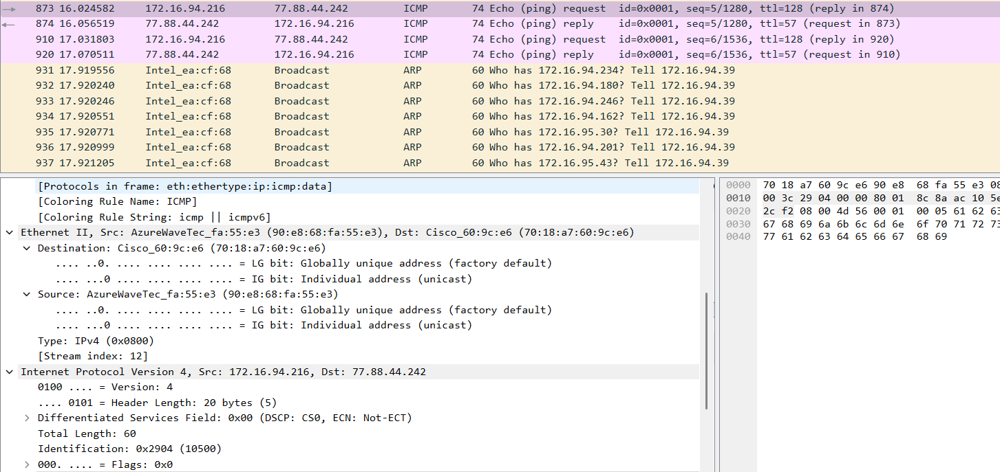 873 16.024582 172.16.94.216 77.88.44.242 ICMP 74 Echo (ping) request id=0x0001, seq=5/1280, ttl=128 (reply in 874)
874 16.056519 77.88.44.242 172.16.94.216 ICMP 74 Echo (ping) reply id=0x0001, seq=5/1280, ttl=57 (request in 873)
910 17.031803 172.16.94.216 77.88.44.242 ICMP 74 Echo (ping) request id=0x0001, seq=6/1536, ttl=128 (reply in 920)
920 17.070511 77.88.44.242 172.16.94.216 ICMP 74 Echo (ping) reply id=0x0001, seq=6/1536, ttl=57 (request in 910)
931 17.919556 Intel_ea:cf:68 Broadcast ARP 60 Who has 172.16.94.234? Tell 172.16.94.39
932 17.920240 Intel_ea:cf:68 Broadcast ARP 60 Who has 172.16.94.180? Tell 172.16.94.39
933 17.920246 Intel_ea:cf:68 Broadcast ARP 60 Who has 172.16.94.246? Tell 172.16.94.39
934 17.920551 Intel_ea:cf:68 Broadcast ARP 60 Who has 172.16.94.162? Tell 172.16.94.39
935 17.920771 Intel_ea:cf:68 Broadcast ARP 60 Who has 172.16.95.30? Tell 172.16.94.39
936 17.920999 Intel_ea:cf:68 Broadcast ARP 60 Who has 172.16.94.201? Tell 172.16.94.39
937 17.921205 Intel_ea:cf:68 Broadcast ARP 60 Who has 172.16.95.43? Tell 172.16.94.39
[Protocols in frame: eth:ethertype:ip:icmp:data]
[Coloring Rule Name: ICMP]
[Coloring Rule String: icmp || icmpv6]
Ethernet II, Src: AzureWaveTec_fa:55:e3 (90:e8:68:fa:55:e3), Dst: Cisco_60:9c:e6 (70:18:a7:60:9c:e6)
Destination: Cisco_60:9c:e6 (70:18:a7:60:9c:e6)
.... ..0. .... .... .... .... = LG bit: Globally unique address (factory default)
.... ...0 .... .... .... .... = IG bit: Individual address (unicast)
Source: AzureWaveTec_fa:55:e3 (90:e8:68:fa:55:e3)
.... ..0. .... .... .... .... = LG bit: Globally unique address (factory default)
.... ...0 .... .... .... .... = IG bit: Individual address (unicast)
Type: IPv4 (0x0800)
[Stream index: 12]
Internet Protocol Version 4, Src: 172.16.94.216, Dst: 77.88.44.242
0100 .... = Version: 4
.... 0101 = Header Length: 20 bytes (5)
Differentiated Services Field: 0x00 (DSCP: CS0, ECN: Not-ECT)
Total Length: 60
Identification: 0x2904 (10500)
000. .... = Flags: 0x0
0000 70 18 a7 60 9c e6 90 e8 68 fa 55 e3 08
0010 00 3c 29 04 00 00 80 01 8c 8a ac 10 5e
0020 2c f2 08 00 4d 56 00 01 00 05 61 62 63
0030 67 68 69 6a 6b 6c 6d 6e 6f 70 71 72 73
0040 77 61 62 63 64 65 66 67 68 69